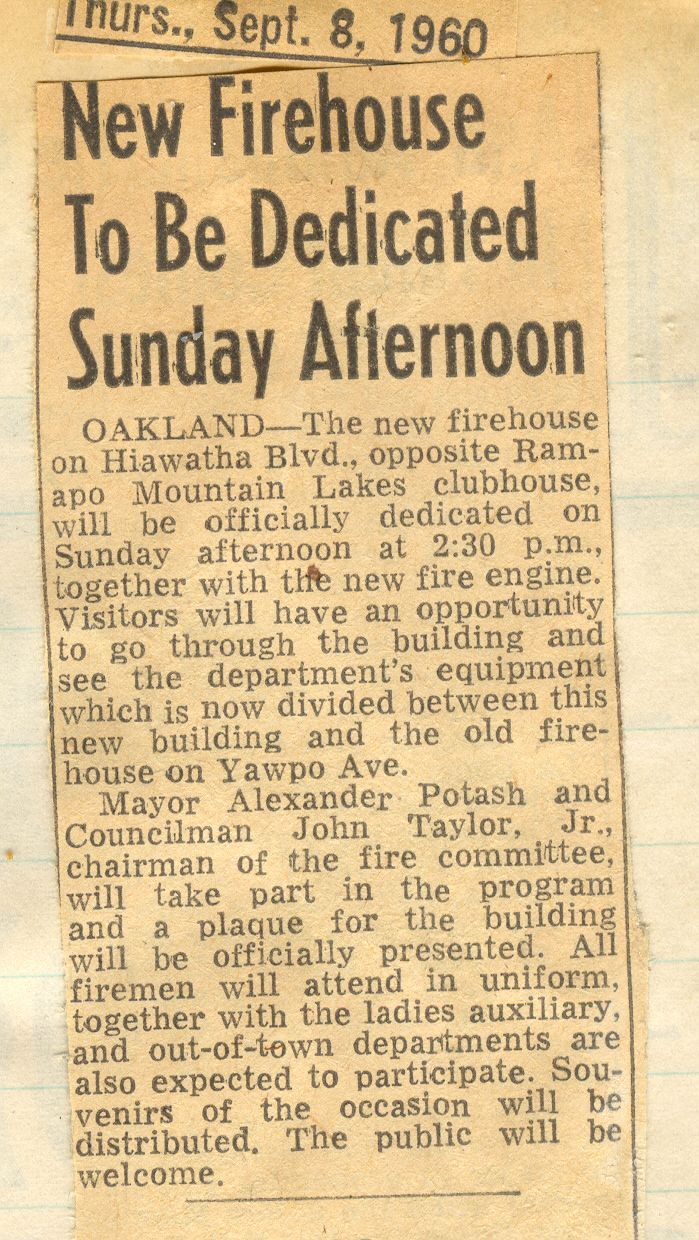 Thurs., Sept. 8, 1960
New Firehouse
To Be Dedicated
Sunday Afternoon
OAKLAND—The new firehouse
on Hiawatha Blvd., opposite Ram-
apo Mountain Lakes clubhouse,
will be officially dedicated on
Sunday afternoon at 2:30 p.m.,
together with the new fire engine.
Visitors will have an opportunity
to go through the building and
see the department's equipment
which is now divided between this
new building and the old fire-
house on Yawpo Ave.
Mayor Alexander Potash and
Councilman John Taylor, Jr.,
chairman of the fire committee,
will take part in the program
and a plaque for the building
will be officially presented. All
firemen will attend in uniform,
together with the ladies auxiliary,
and out-of-town departments are
also expected to participate. Sou-
venirs of the occasion will be
distributed. The public will be
welcome.